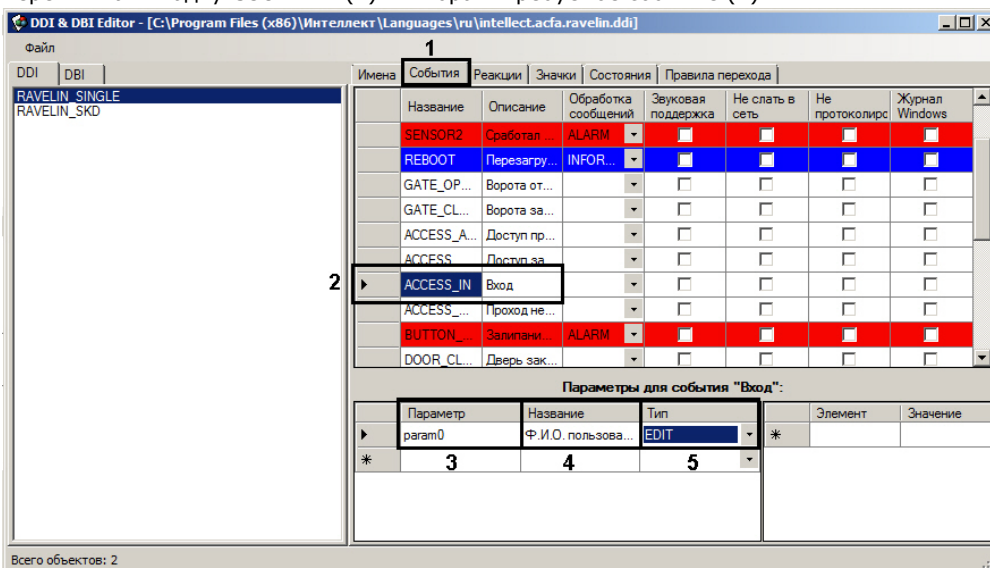 DDI & DBI Editor - [C:\Program Files (x86)\Интеллект\Languages\ru\intellect.acfa.ravelin.ddi]
Файл
1
DDI DBI
Имена События Реакции Значки Состояния Правила перехода
RAVELIN_SINGLE
RAVELIN_SKD
Название Описание Обработка сообщений Звуковая поддержка Не слать в сеть Не протоколирс Журнал Windows
SENSOR2 Сработал ... ALARM
REBOOT Перезагру... INFOR...
GATE_OP... Ворота от...
GATE_CL... Ворота за...
ACCESS_A... Доступ пр...
ACCESS Доступ за
2 ACCESS_IN Вход
ACCESS_... Проход не...
BUTTON_... Залипани... ALARM
DOOR_CL... Дверь зак...
Параметры для события "Вход":
Параметр Название Тип Элемент Значение
param0 Ф.И.О. пользова... EDIT *
* 3 4 5
Всего объектов: 2